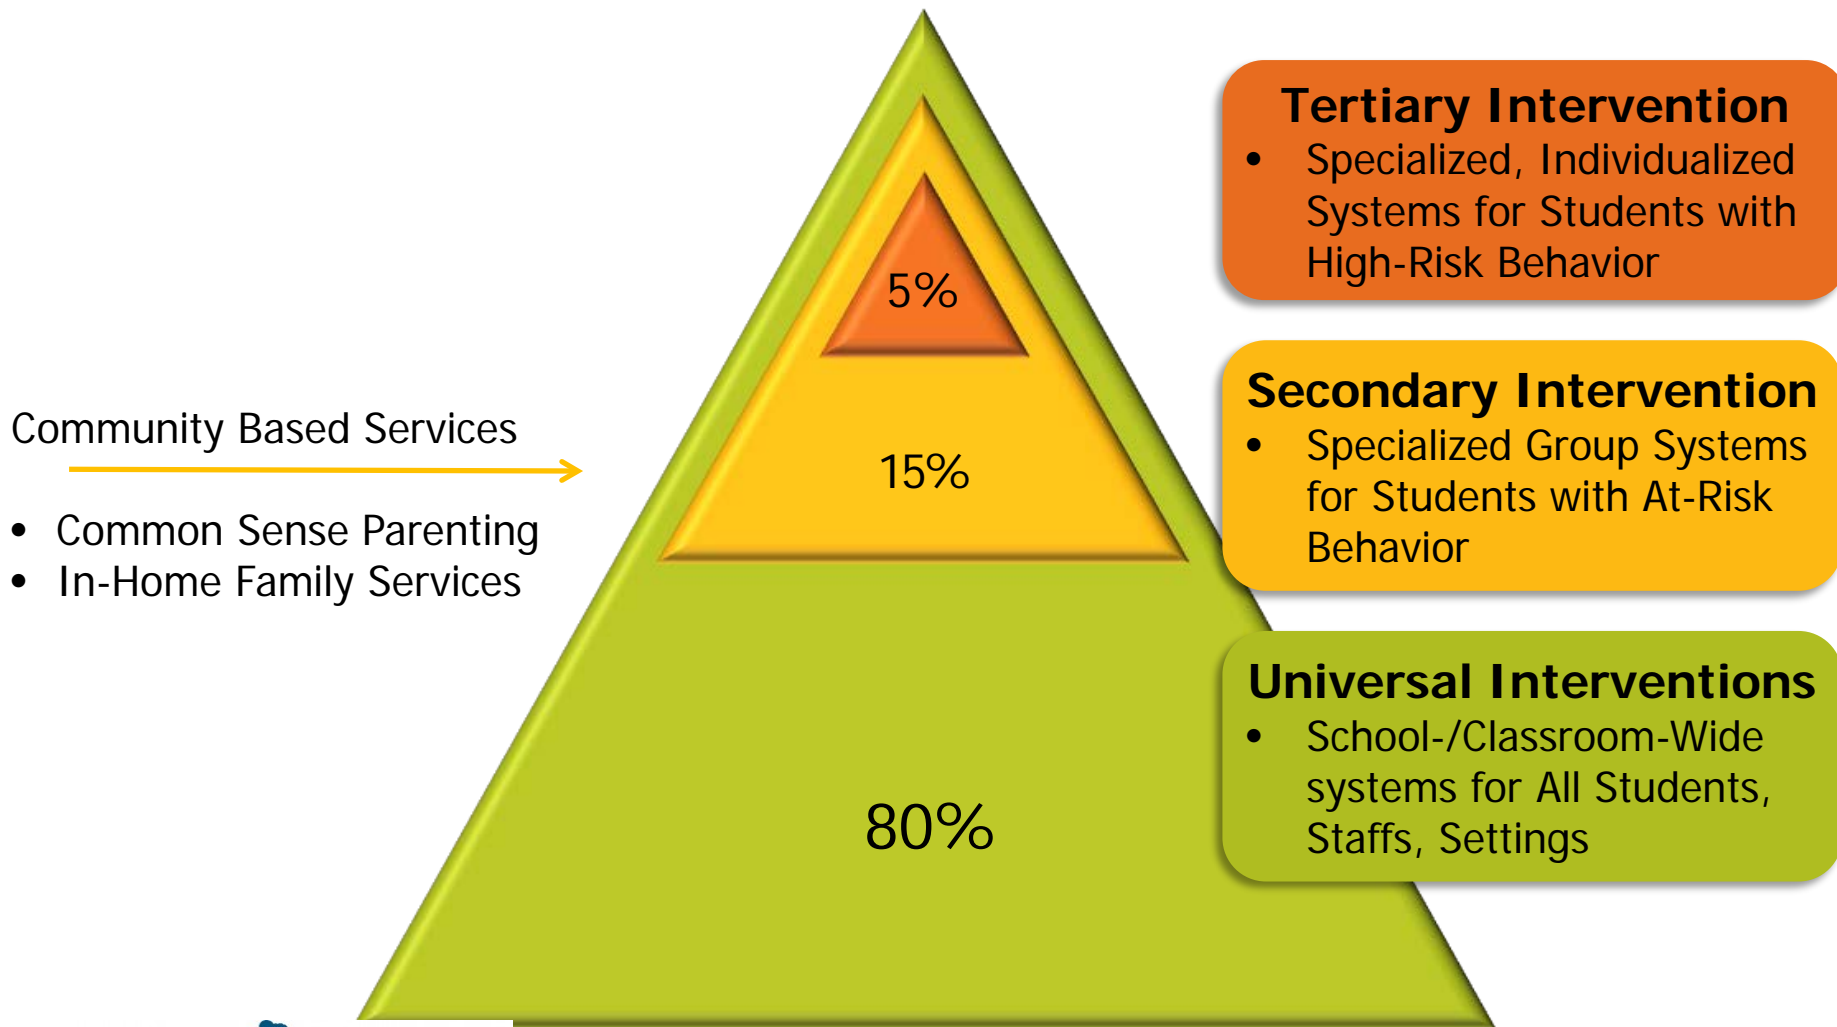 Community Based Services
• Common Sense Parenting
• In-Home Family Services
5%
15%
80%
Tertiary Intervention
• Specialized, Individualized
Systems for Students with
High-Risk Behavior
Secondary Intervention
• Specialized Group Systems
for Students with At-Risk
Behavior
Universal Interventions
• School-/Classroom-Wide
systems for All Students,
Staffs, Settings